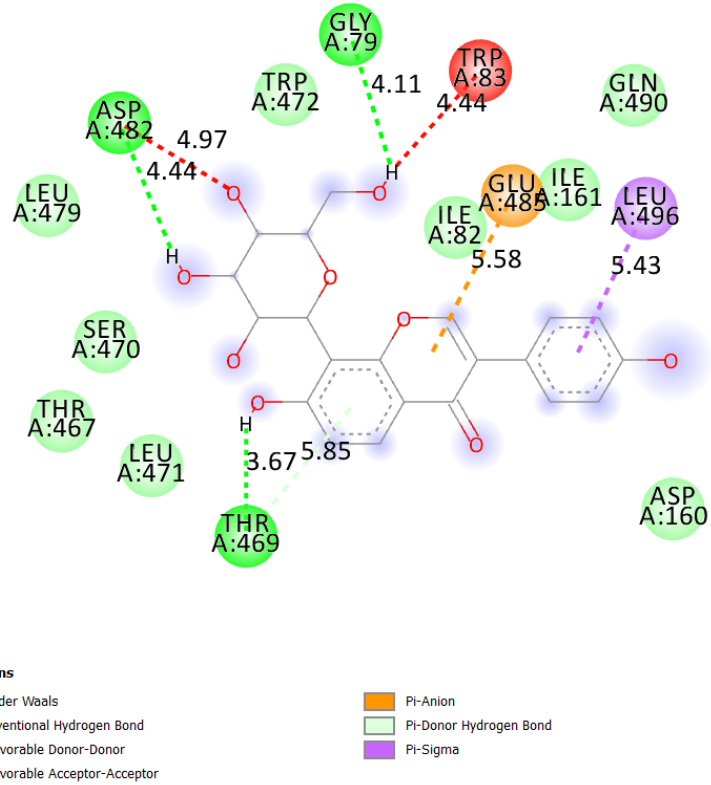 GLY
A:79
TRP
A:83
4.11
4.44
TRP
A:472
GLN
A:490
ASP
A:482
4.97
4.44
H
LEU
A:479
O
O
GLU
A:485
ILE
A:161
LEU
A:496
ILE
A:82
H
O
O
5.58
5.43
SER
A:470
O
O
O
THR
A:467
O
H
O
LEU
A:471
3.67
5.85
THR
A:469
ASP
A:160
ns
der Waals
ventional Hydrogen Bond
avorable Donor-Donor
avorable Acceptor-Acceptor
Pi-Anion
Pi-Donor Hydrogen Bond
Pi-Sigma